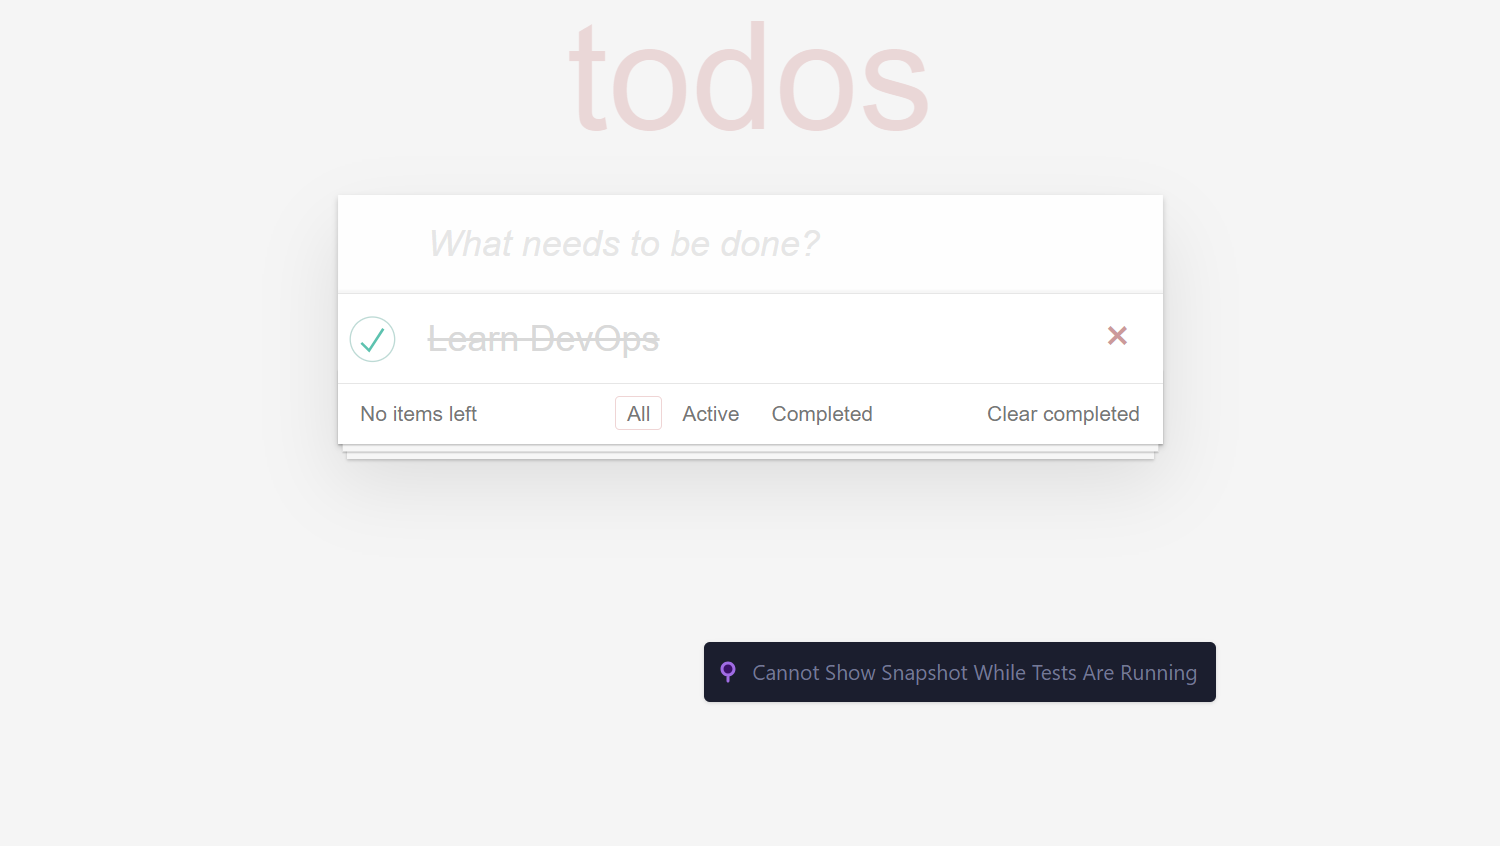 todos
What needs to be done?
Learn DevOps
No items left
All
Active
Completed
Clear completed
Cannot Show Snapshot While Tests Are Running